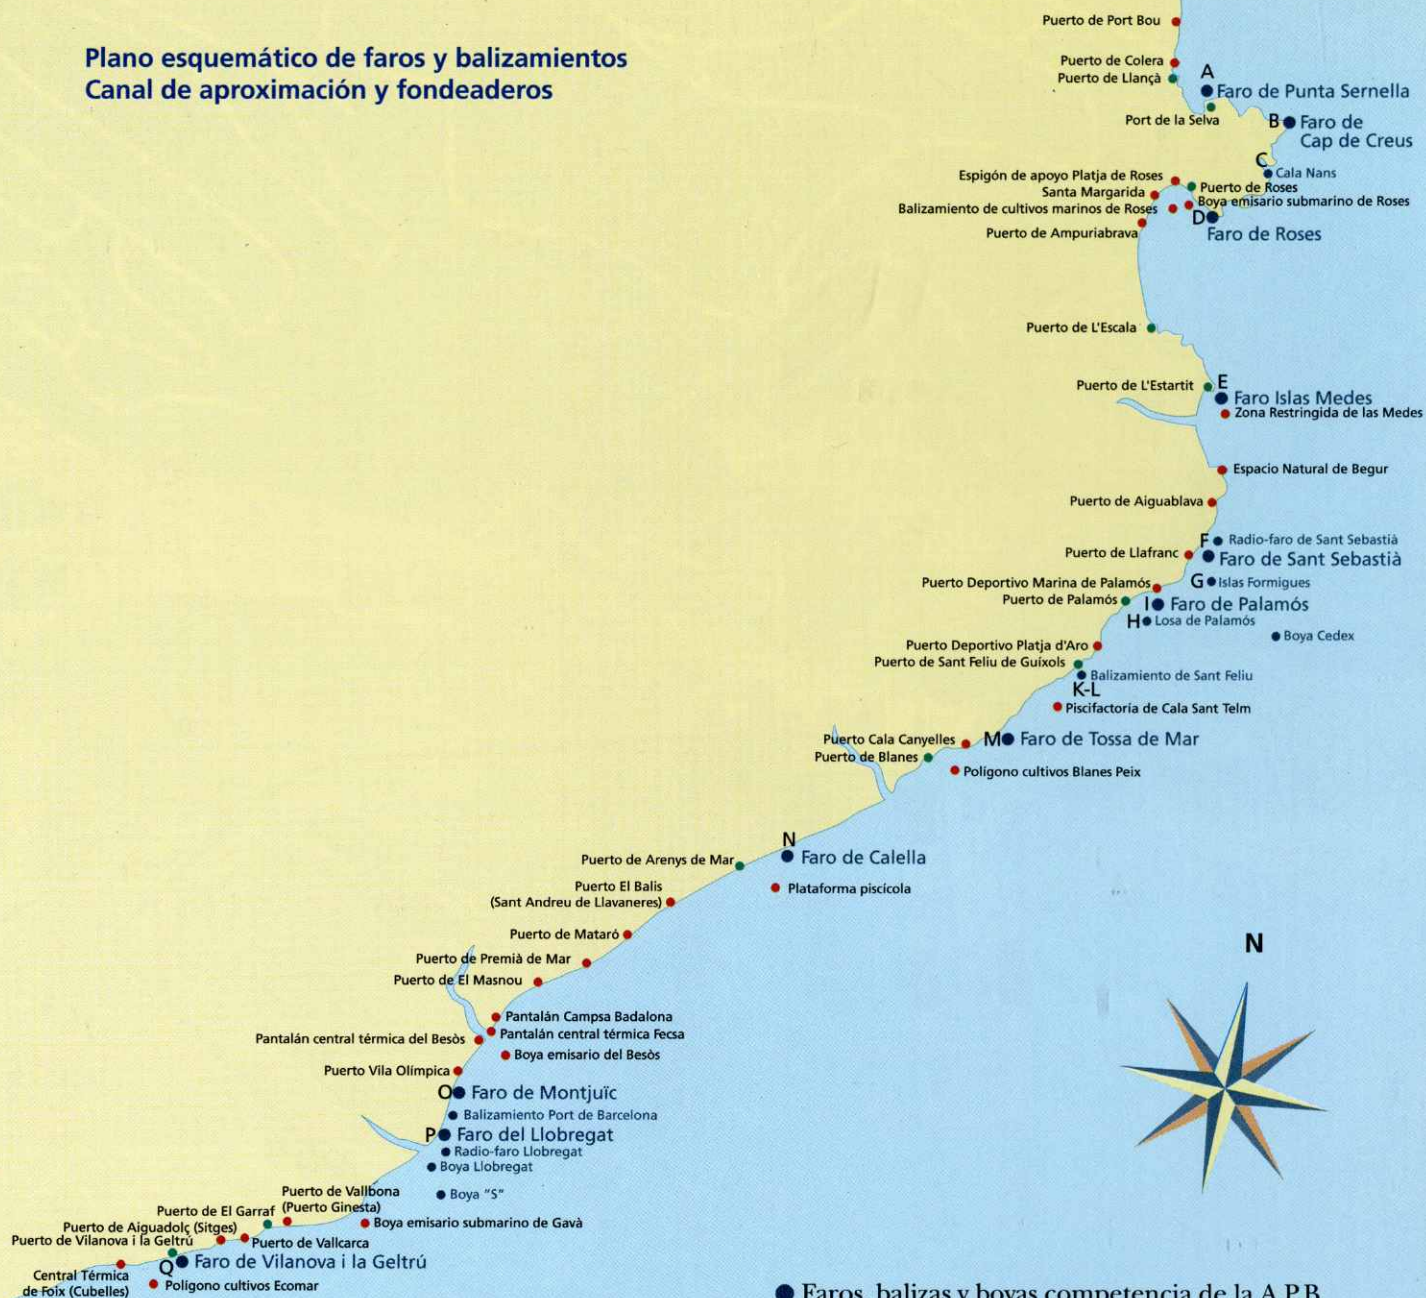 Plano esquemático de faros y balizamientos
Canal de aproximación y fondeaderos
Puerto de Port Bou
Puerto de Colera
Puerto de Llançà
A
Faro de Punta Sernella
Port de la Selva
B
Faro de
Cap de Creus
C
Cala Nans
Espigón de apoyo Platja de Roses
Puerto de Roses
Santa Margarida
Boya emisario submarino de Roses
Balizamiento de cultivos marinos de Roses
D
Faro de Roses
Puerto de Ampuriabrava
Puerto de L'Escala
Puerto de L'Estartit
E
Faro Islas Medes
Zona Restringida de las Medes
Espacio Natural de Begur
Puerto de Aiguablava
F
Radio-faro de Sant Sebastià
Puerto de Llafranc
Faro de Sant Sebastià
Puerto Deportivo Marina de Palamós
G
Islas Formigues
Puerto de Palamós
I
Faro de Palamós
H
Losa de Palamós
Boya Cedex
Puerto Deportivo Platja d'Aro
Puerto de Sant Feliu de Guíxols
Balizamiento de Sant Feliu
K-L
Piscifactoria de Cala Sant Telm
Puerto Cala Canyelles
M
Faro de Tossa de Mar
Puerto de Blanes
Polígono cultivos Blanes Peix
N
Faro de Calella
Puerto de Arenys de Mar
Plataforma piscícola
Puerto El Balis
(Sant Andreu de Llavaneres)
Puerto de Mataró
N
Puerto de Premià de Mar
Puerto de El Masnou
Pantalán Campsa Badalona
Pantalán central térmica Fecsa
Pantalán central térmica del Besòs
Boya emisario del Besòs
Puerto Vila Olímpica
O
Faro de Montjuïc
Balizamiento Port de Barcelona
P
Faro del Llobregat
Radio-faro Llobregat
Boya Llobregat
Boya "S"
Puerto de Vallbona
(Puerto Ginesta)
Puerto de El Garraf
Boya emisario submarino de Gavà
Puerto de Aiguadolç (Sitges)
Puerto de Vallcarca
Puerto de Vilanova i la Geltrú
Q
Faro de Vilanova i la Geltrú
Central Térmica
de Foix (Cubelles)
Polígono cultivos Ecomar
Faros, balizas y boyas competencia de la A.P.B.